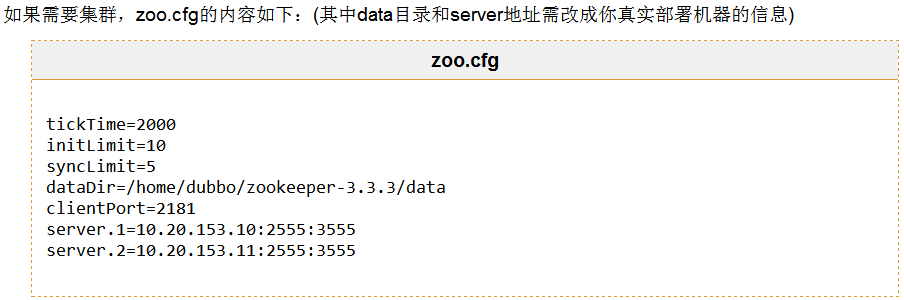 如果需要集群，zoo.cfg的内容如下：(其中data目录和server地址需改成你真实部署机器的信息)
zoo.cfg
tickTime=2000
initLimit=10
syncLimit=5
dataDir=/home/dubbo/zookeeper-3.3.3/data
clientPort=2181
server.1=10.20.153.10:2555:3555
server.2=10.20.153.11:2555:3555